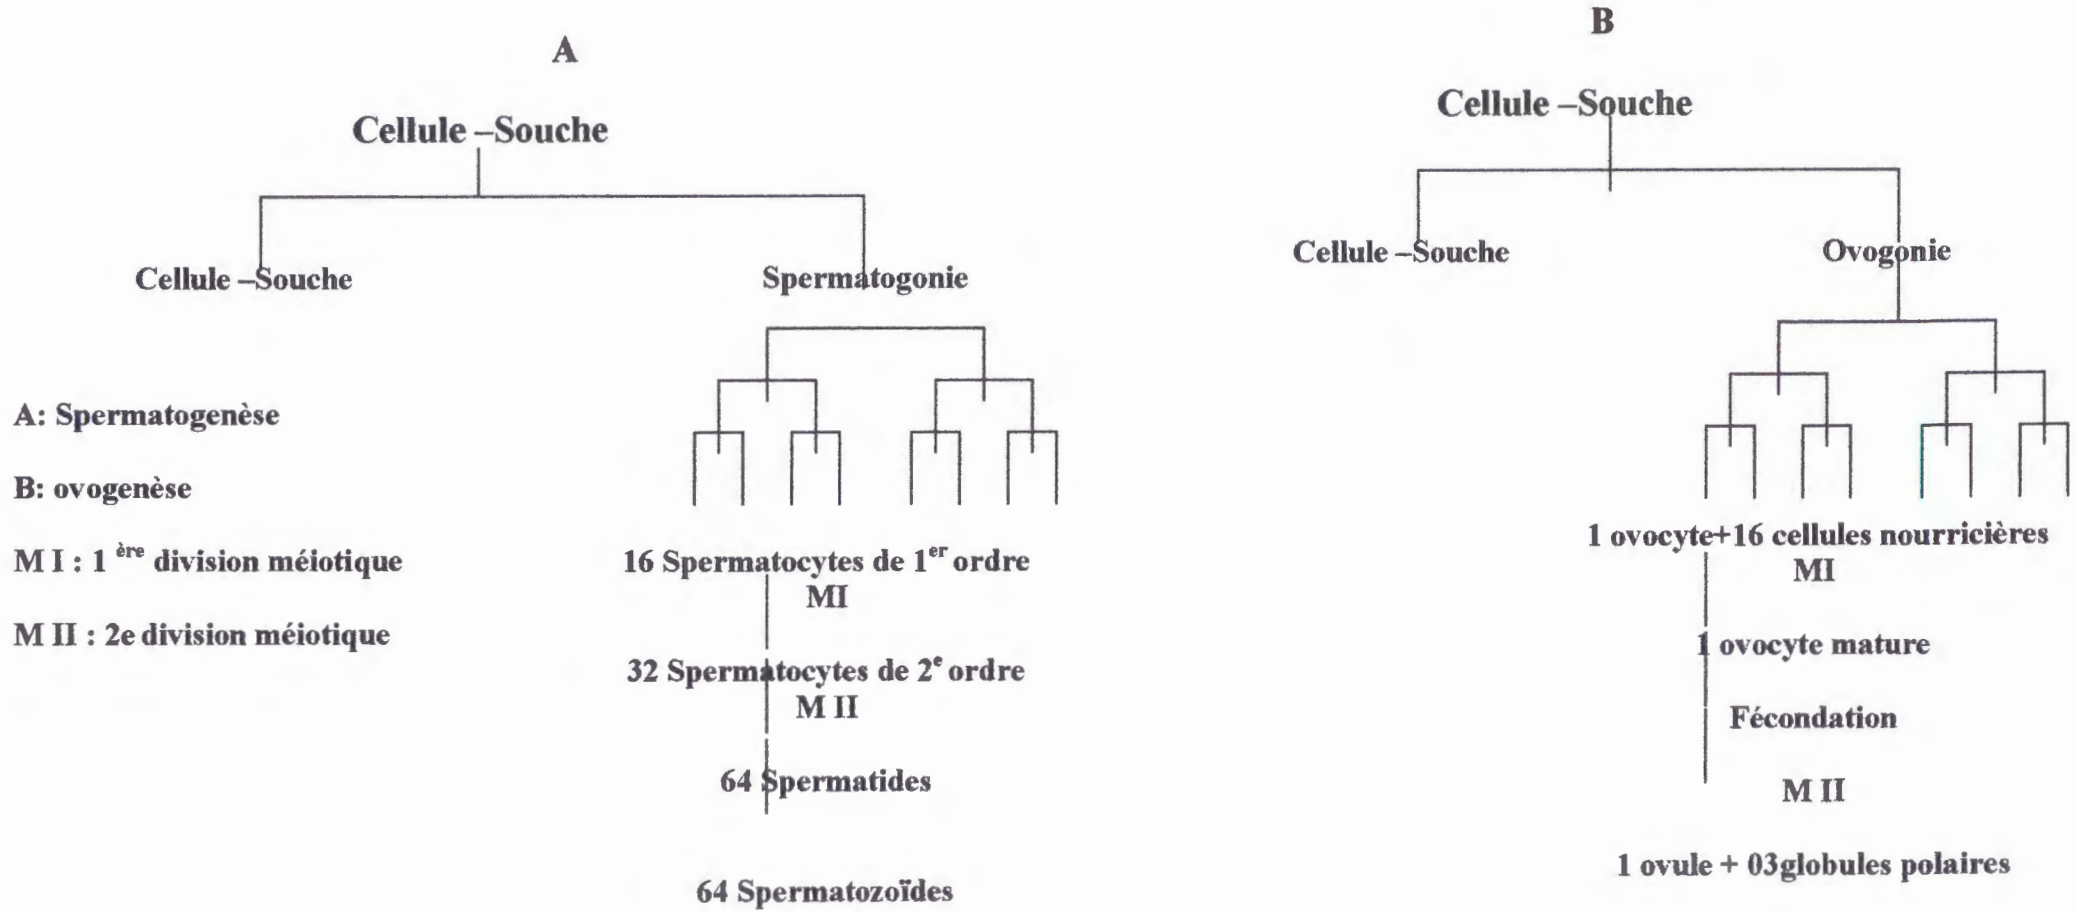 A
Cellule –Souche
Cellule –Souche
Spermatogonie
A: Spermatogenèse
B: ovogenèse
M I : 1 ère division méiotique
M II : 2e division méiotique
16 Spermatocytes de 1er ordre
MI
32 Spermatocytes de 2e ordre
M II
64 Spermatides
64 Spermatozoïdes
B
Cellule –Souche
Cellule –Souche
Ovogonie
1 ovocyte+16 cellules nourricières
MI
1 ovocyte mature
Fécondation
M II
1 ovule + 03globules polaires